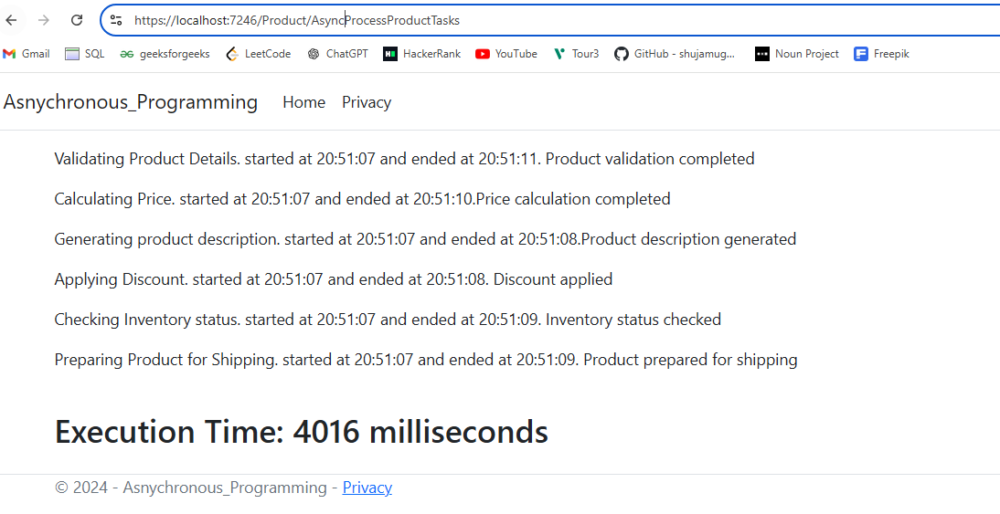 https://localhost:7246/Product/AsyncProcessProductTasks
Gmail SQL geeksforgeeks LeetCode ChatGPT HackerRank YouTube Tour3 GitHub - shujamug... Noun Project Freepik
Asnychronous_Programming Home Privacy
Validating Product Details. started at 20:51:07 and ended at 20:51:11. Product validation completed
Calculating Price. started at 20:51:07 and ended at 20:51:10.Price calculation completed
Generating product description. started at 20:51:07 and ended at 20:51:08.Product description generated
Applying Discount. started at 20:51:07 and ended at 20:51:08. Discount applied
Checking Inventory status. started at 20:51:07 and ended at 20:51:09. Inventory status checked
Preparing Product for Shipping. started at 20:51:07 and ended at 20:51:09. Product prepared for shipping
Execution Time: 4016 milliseconds
© 2024 - Asnychronous_Programming - Privacy